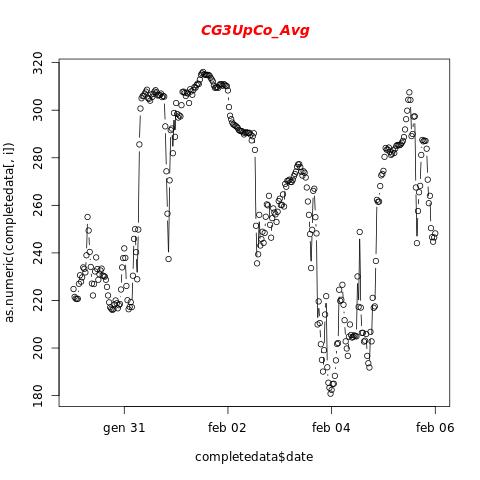 CG3UpCo_Avg
as.numeric(completedata[, i])
320
300
280
260
240
220
200
180
gen 31
feb 02
feb 04
feb 06
completedata$date